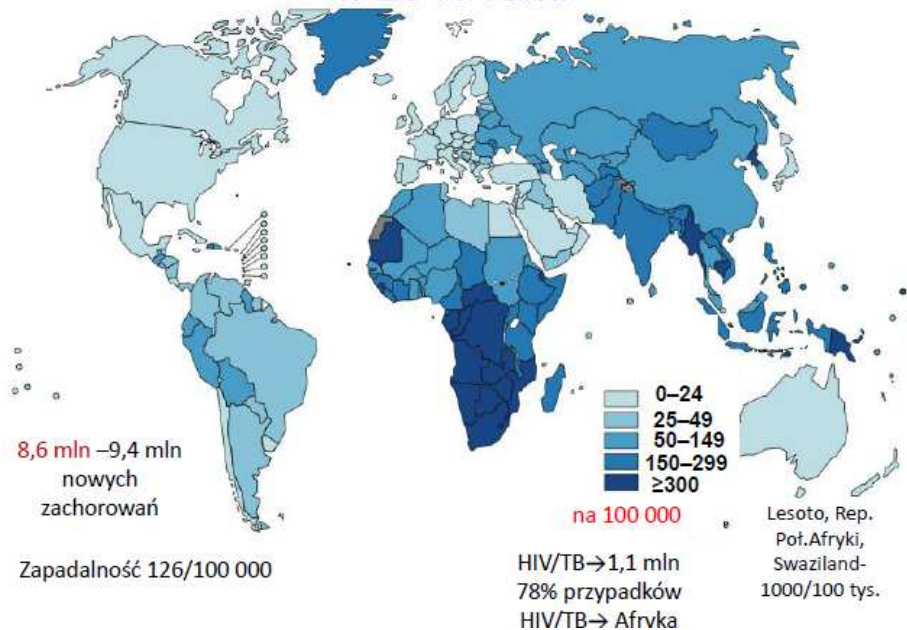 8,6 mln –9,4 mln
nowych
zachorowań
Zapadalność 126/100 000
0–24
25–49
50–149
150–299
≥300
na 100 000
HIV/TB→1,1 mln
78% przypadków
HIV/TB→ Afryka
Lesoto, Rep.
Poł.Afryki,
Swaziland-
1000/100 tys.